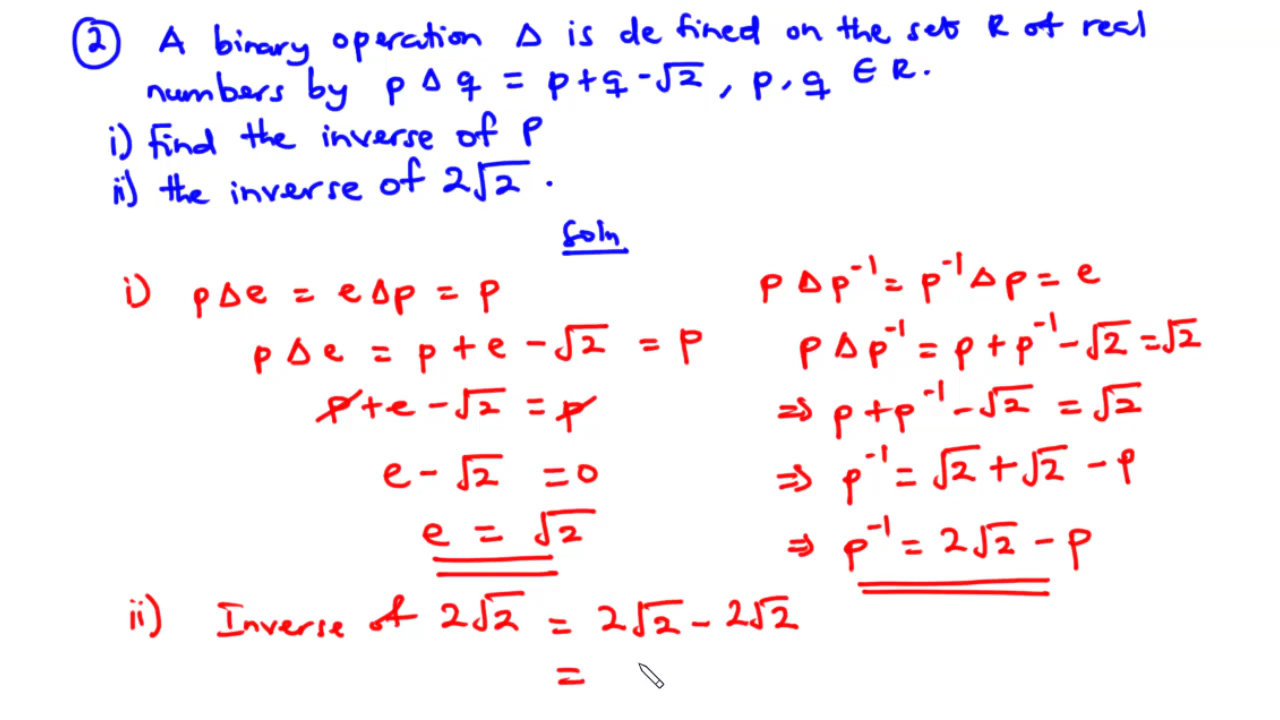 ② A binary operation Δ is defined on the set R of real
numbers by p Δ q = p+q-√2, p, q ∈ R.
i) find the inverse of p
ii) the inverse of 2√2.
Soln
i) pΔe = eΔp = p
p Δ e = p + e - √2 = p
p + e - √2 = p
e - √2 = 0
e = √2
p Δ p⁻¹ = p⁻¹ Δ p = e
p Δ p⁻¹ = p + p⁻¹ - √2 = √2
⇒ p + p⁻¹ - √2 = √2
⇒ p⁻¹ = √2 + √2 - p
⇒ p⁻¹ = 2√2 - p
ii) Inverse of 2√2 = 2√2 - 2√2
=